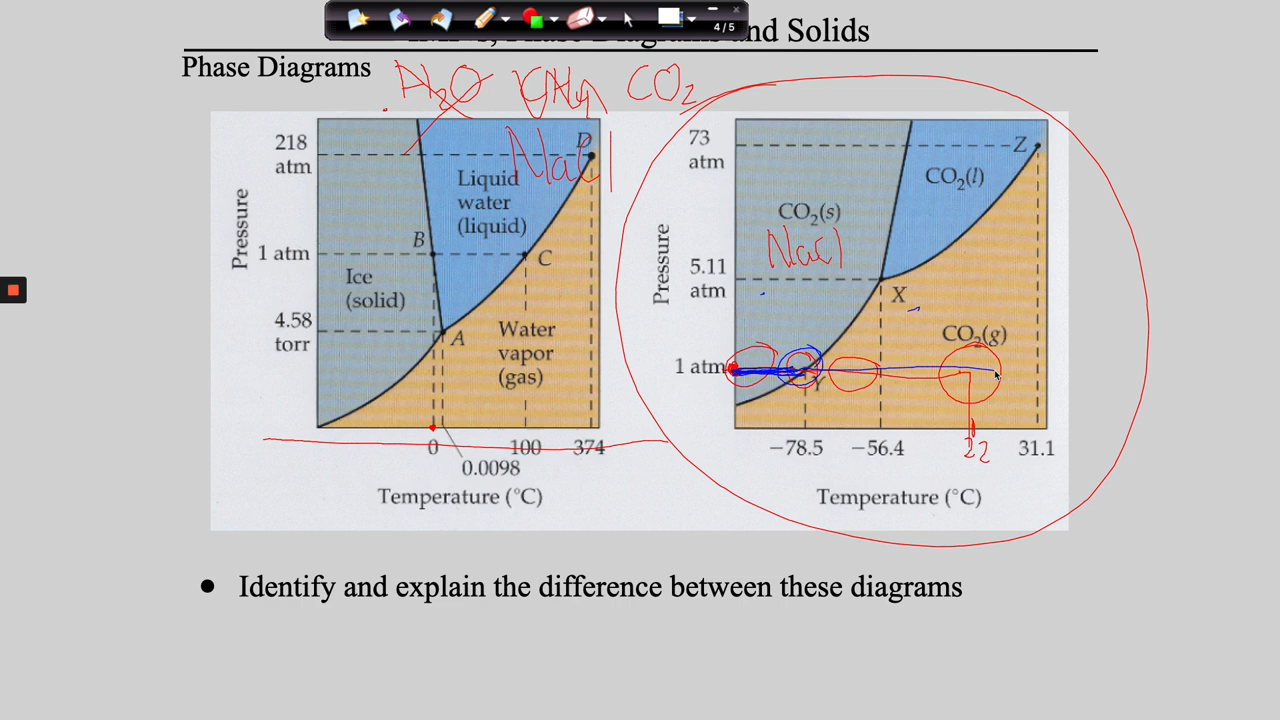 4/5
and Solids
Phase Diagrams
H2O CH4 CO2
NaCl
218
atm
Pressure
1 atm
4.58
torr
D
Liquid
water
(liquid)
B
C
Ice
(solid)
A
Water
vapor
(gas)
0
100
374
0.0098
Temperature (°C)
73
atm
Pressure
5.11
atm
1 atm
Z
CO2(l)
CO2(s)
NaCl
X
CO2(g)
Y
−78.5
−56.4
22
31.1
Temperature (°C)
● Identify and explain the difference between these diagrams